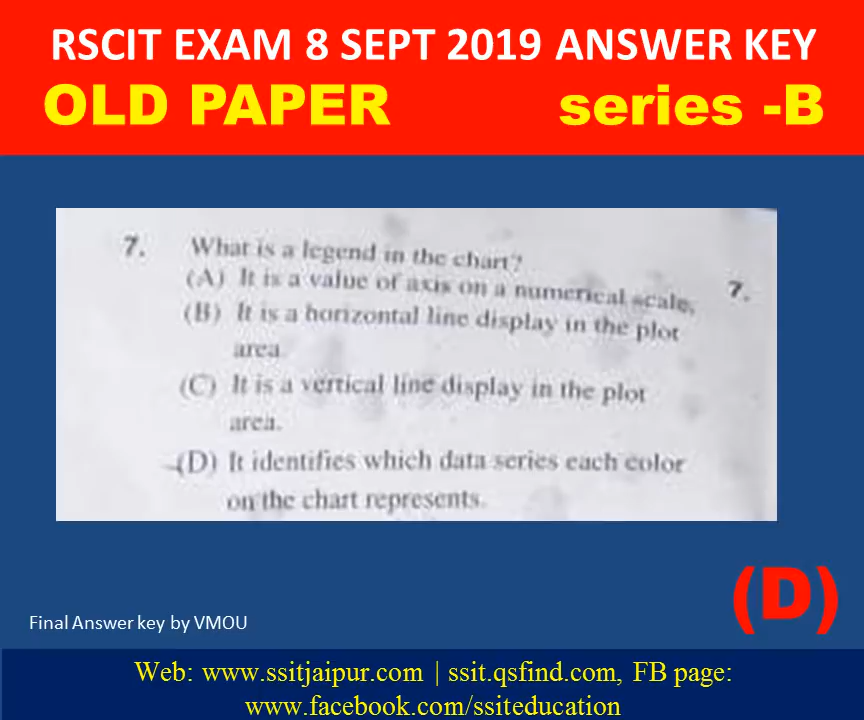 RSCIT EXAM 8 SEPT 2019 ANSWER KEY
OLD PAPER series -B
7. What is a legend in the chart?
(A) It is a value of axis on a numerical scale. 7.
(B) It is a horizontal line display in the plot
area
(C) It is a vertical line display in the plot
area.
(D) It identifies which data series each color
on the chart represents.
(D)
Final Answer key by VMOU
Web: www.ssitjaipur.com | ssit.qsfind.com, FB page:
www.facebook.com/ssiteducation